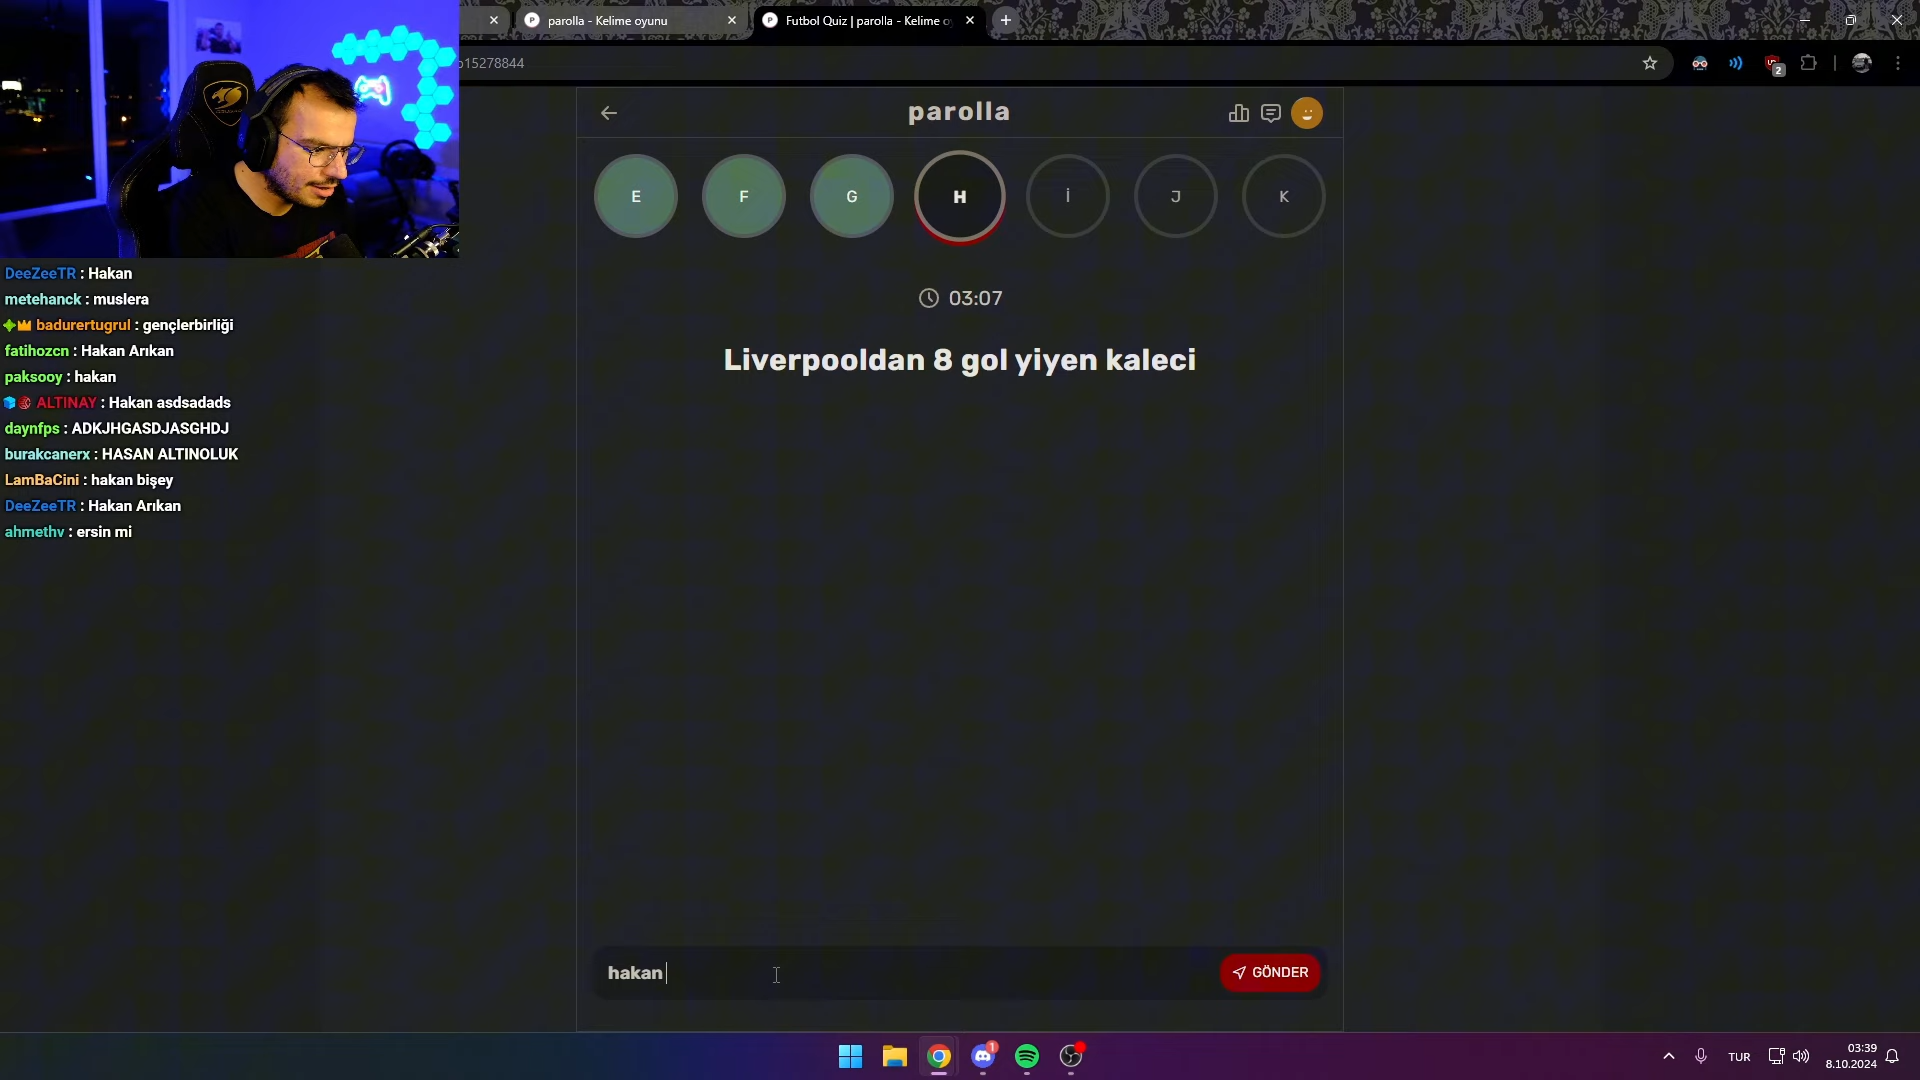 parolla - Kelime oyunu
Futbol Quiz | parolla - Kelime o
15278844
2
parolla
E
F
G
H
İ
J
K
03:07
Liverpooldan 8 gol yiyen kaleci
DeeZeeTR : Hakan
metehanck : muslera
badurertugrul : gençlerbirliği
fatihozcn : Hakan Arıkan
paksooy : hakan
ALTINAY : Hakan asdsadads
daynfps : ADKJHGASDJASGHDJ
burakcanerx : HASAN ALTINOLUK
LamBaCini : hakan bişey
DeeZeeTR : Hakan Arıkan
ahmethv : ersin mi
hakan
GÖNDER
1
TUR
03:39
8.10.2024